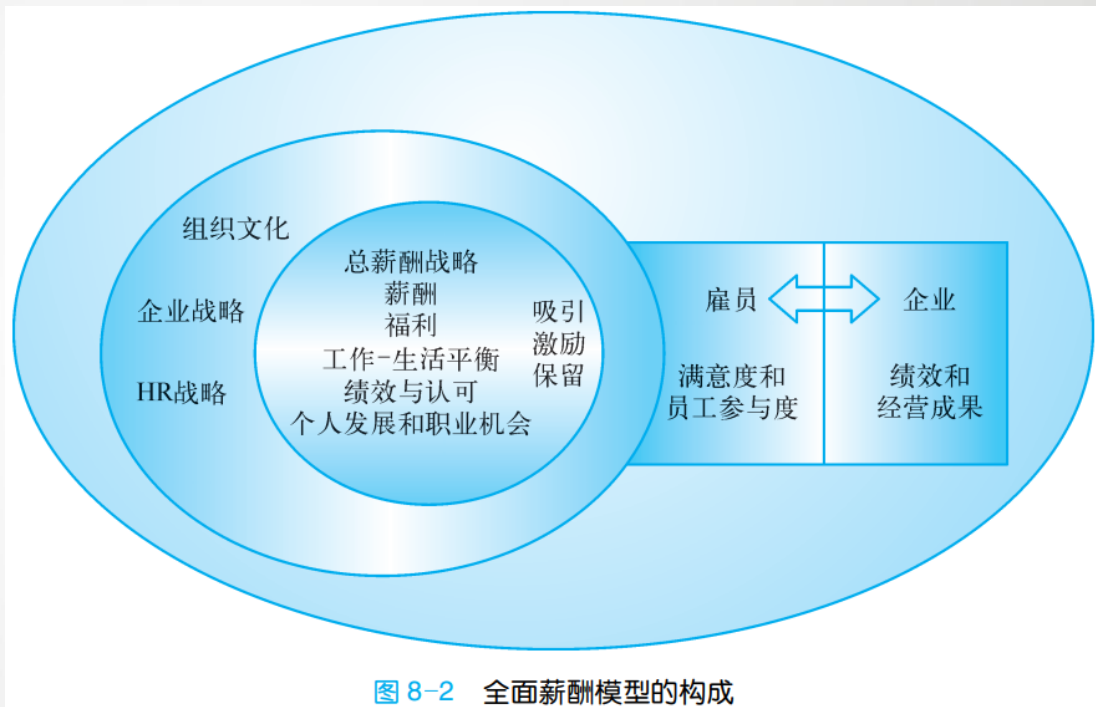 组织文化
企业战略
HR战略
总薪酬战略
薪酬
福利
工作-生活平衡
绩效与认可
个人发展和职业机会
吸引
激励
保留
雇员
满意度和
员工参与度
企业
绩效和
经营成果
图 8-2 全面薪酬模型的构成